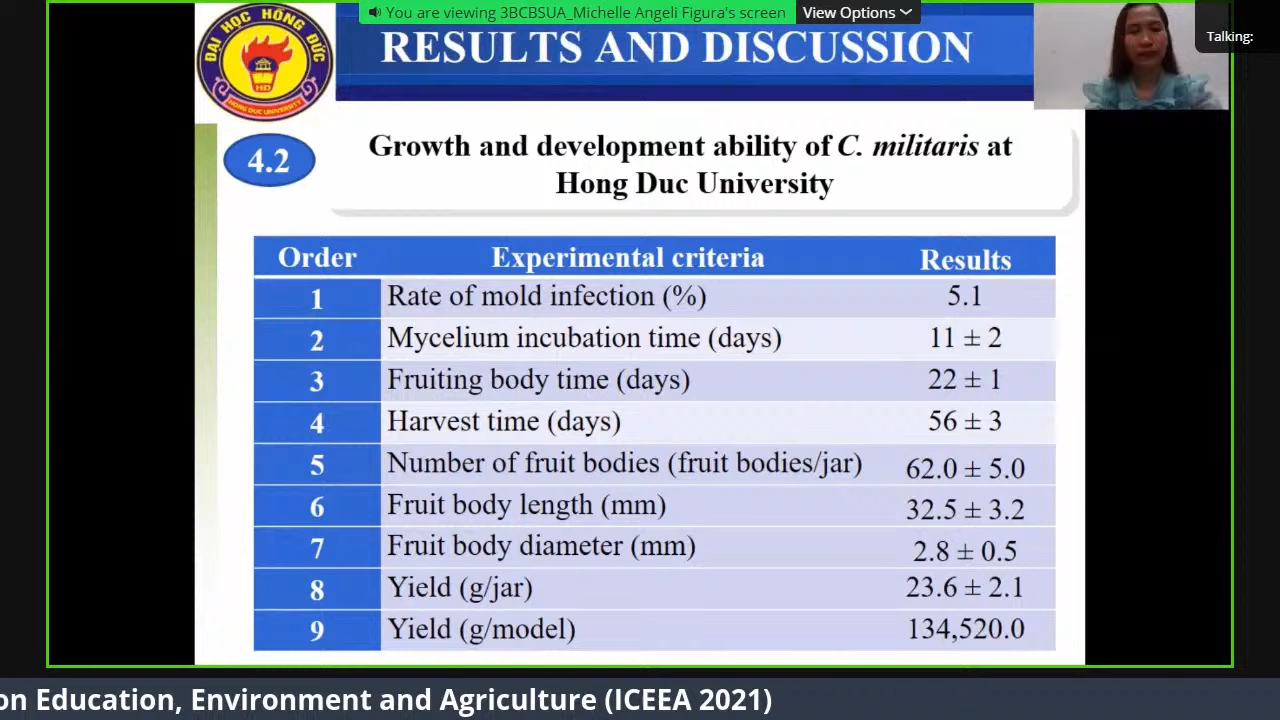 You are viewing 3BCBSUA_Michelle Angeli Figura's screen
View Options
Talking:
ĐẠI HỌC HỒNG ĐỨC
HD
HONG DUC UNIVERSITY
RESULTS AND DISCUSSION
4.2
Growth and development ability of C. militaris at
Hong Duc University
Order Experimental criteria Results
1 Rate of mold infection (%) 5.1
2 Mycelium incubation time (days) 11 ± 2
3 Fruiting body time (days) 22 ± 1
4 Harvest time (days) 56 ± 3
5 Number of fruit bodies (fruit bodies/jar) 62.0 ± 5.0
6 Fruit body length (mm) 32.5 ± 3.2
7 Fruit body diameter (mm) 2.8 ± 0.5
8 Yield (g/jar) 23.6 ± 2.1
9 Yield (g/model) 134,520.0
on Education, Environment and Agriculture (ICEEA 2021)